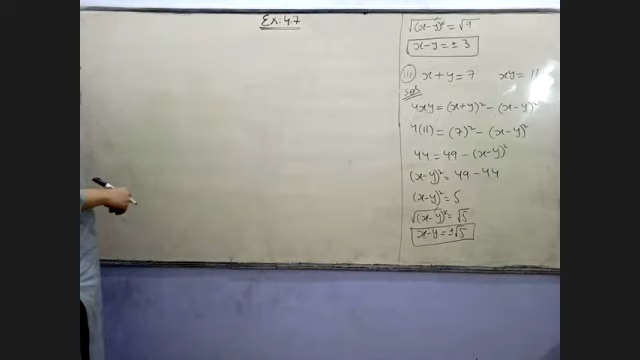 Ex: 4.7
√(x-y)² = √9
x-y = ± 3
(iii) x + y = 7 xy = 11
Sol
4xy = (x+y)² - (x-y)²
4(11) = (7)² - (x-y)²
44 = 49 - (x-y)²
(x-y)² = 49 - 44
(x-y)² = 5
√(x-y)² = √5
x-y = ±√5